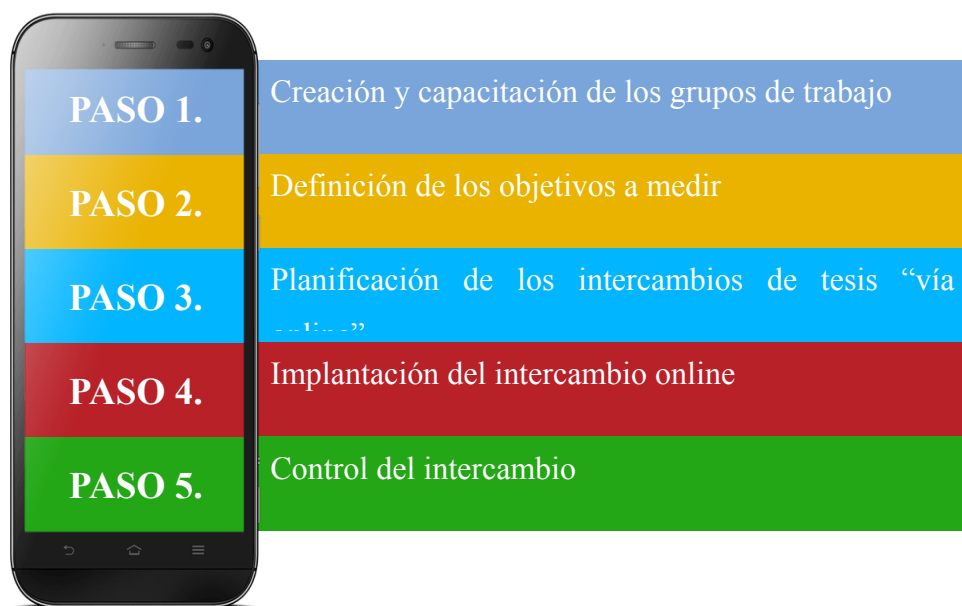 PASO 1.
Creación y capacitación de los grupos de trabajo
PASO 2.
Definición de los objetivos a medir
PASO 3.
Planificación de los intercambios de tesis “vía
online”
PASO 4.
Implantación del intercambio online
PASO 5.
Control del intercambio